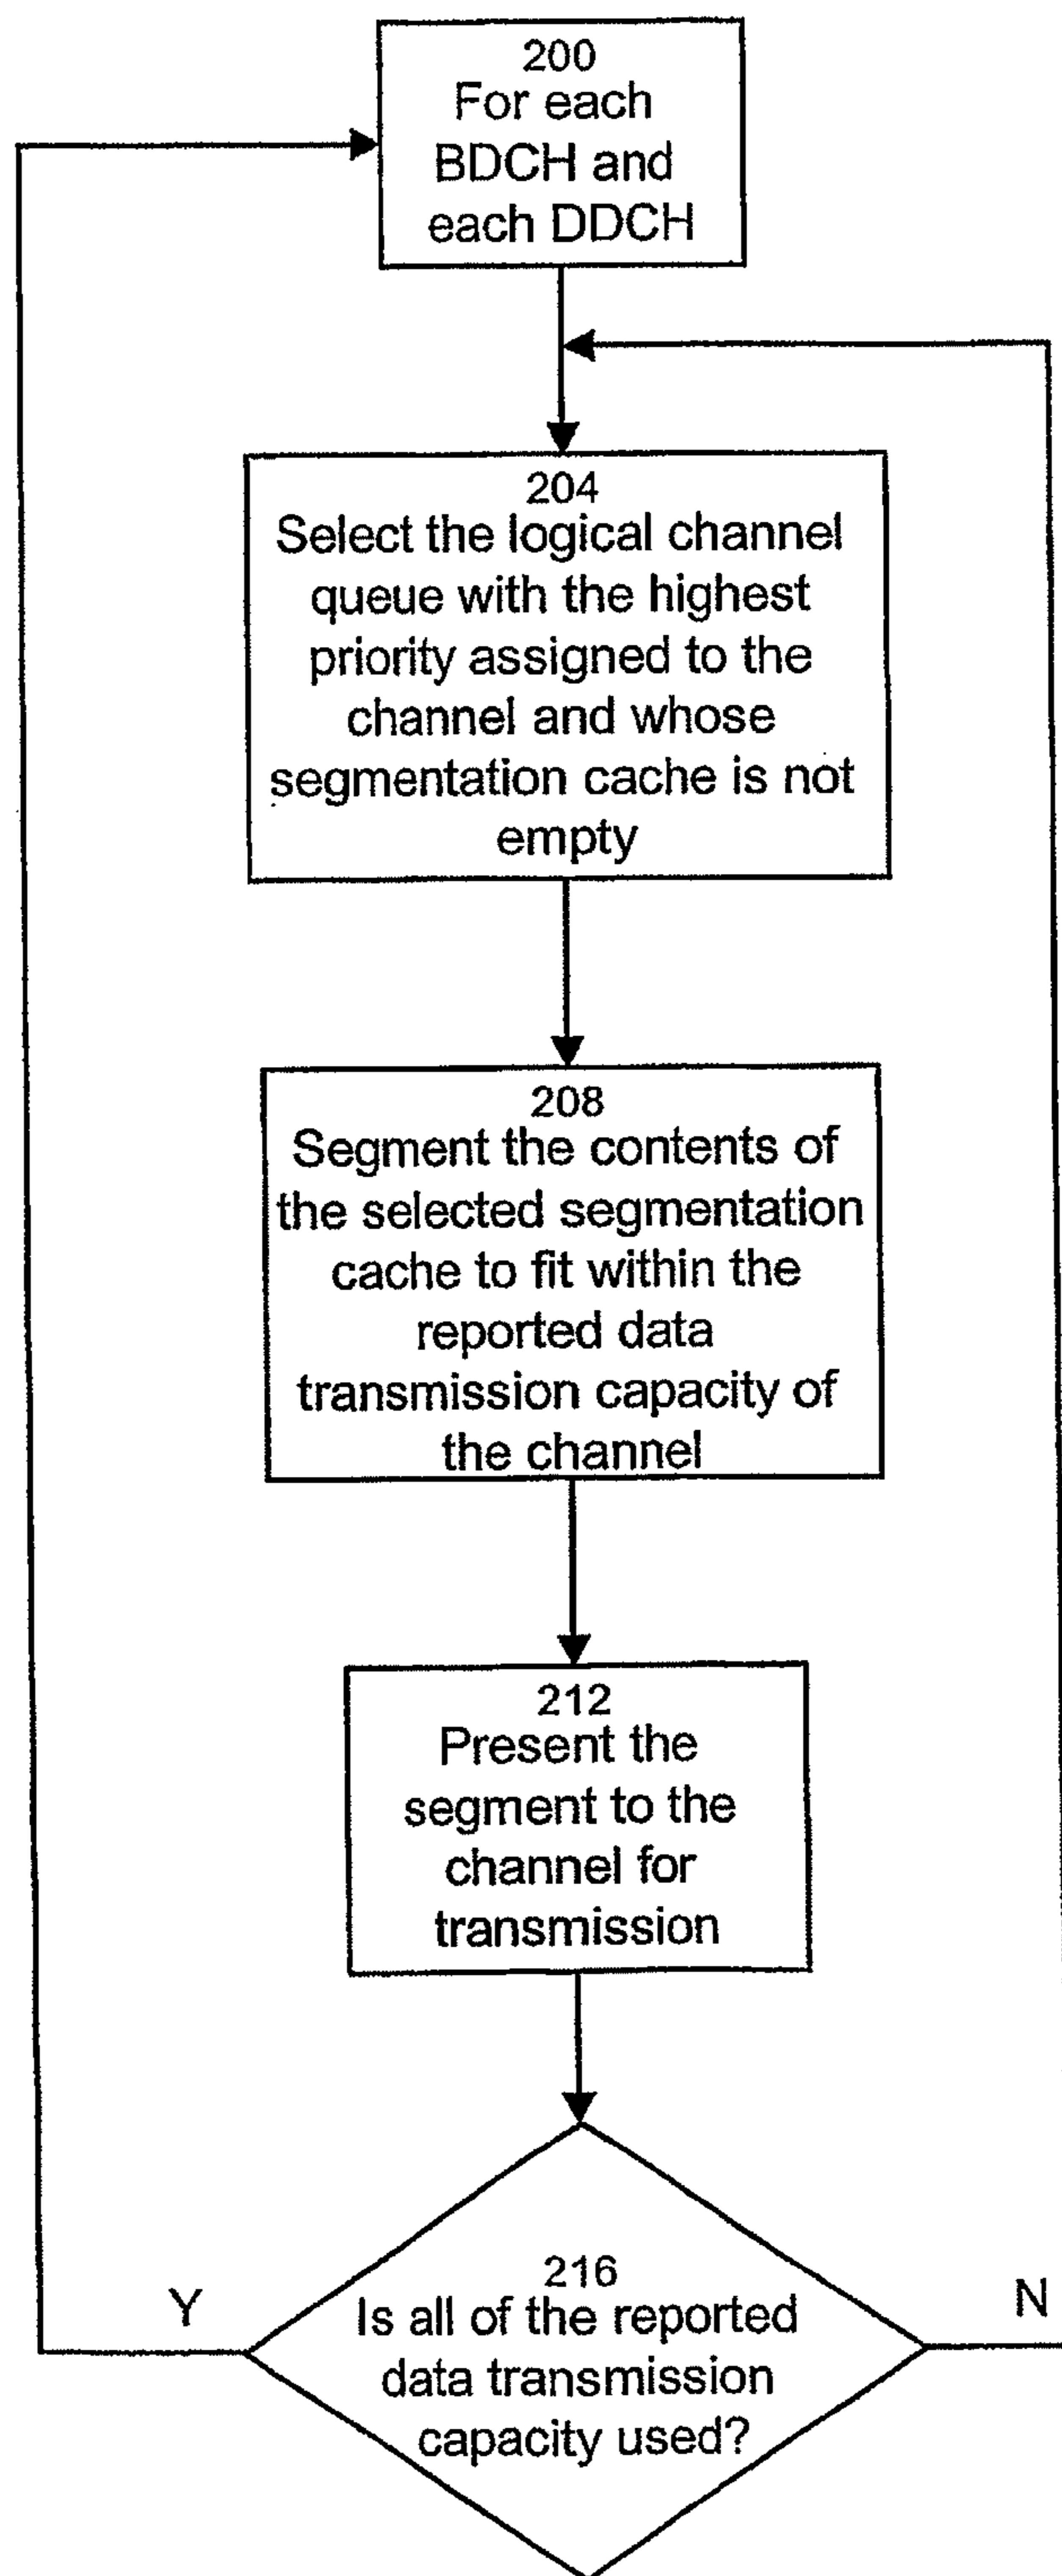 200
For each
BDCH and
each DDCH
204
Select the logical channel
queue with the highest
priority assigned to the
channel and whose
segmentation cache is not
empty
208
Segment the contents of
the selected segmentation
cache to fit within the
reported data
transmission capacity of
the channel
212
Present the
segment to the
channel for
transmission
216
Is all of the reported
data transmission
capacity used?
Y
N